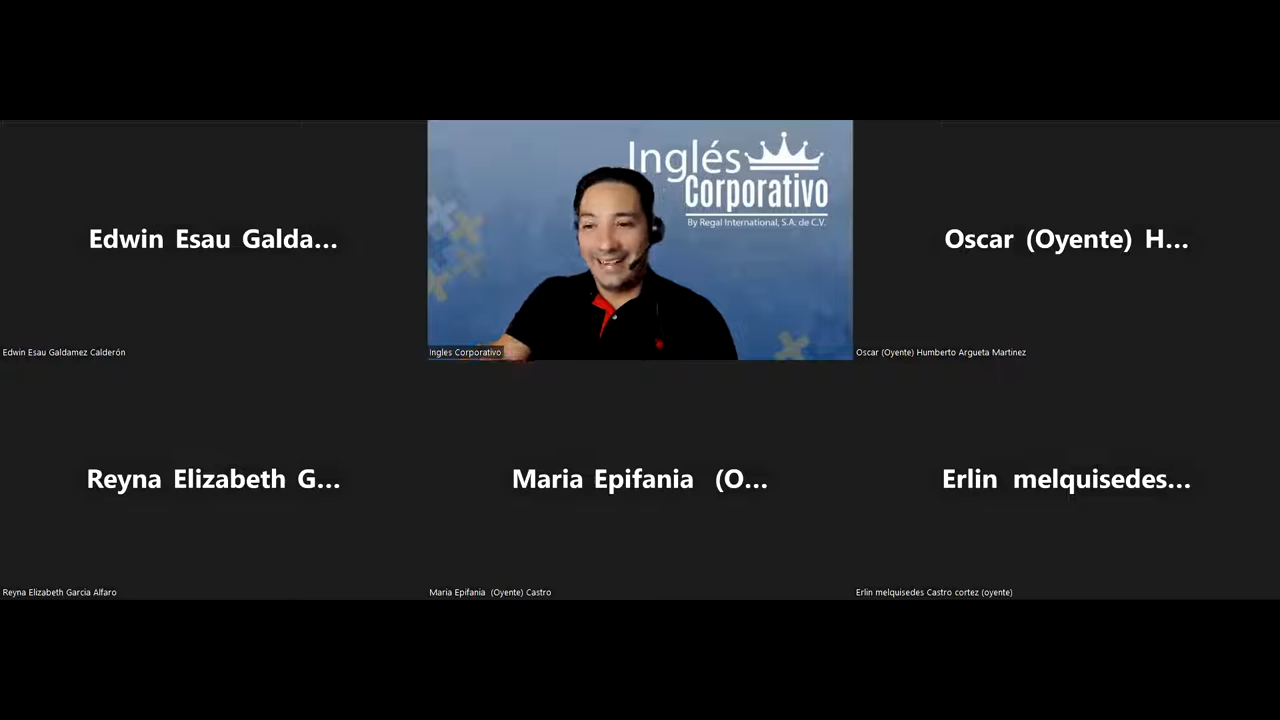 Edwin Esau Galda...
Edwin Esau Galdamez Calderón
Inglés
Corporativo
By Regal International, S.A. de C.V.
Ingles Corporativo
Oscar (Oyente) H...
Oscar (Oyente) Humberto Argueta Martinez
Reyna Elizabeth G...
Reyna Elizabeth Garcia Alfaro
Maria Epifania (O...
Maria Epifania (Oyente) Castro
Erlin melquisedes...
Erlin melquisedes Castro cortez (oyente)